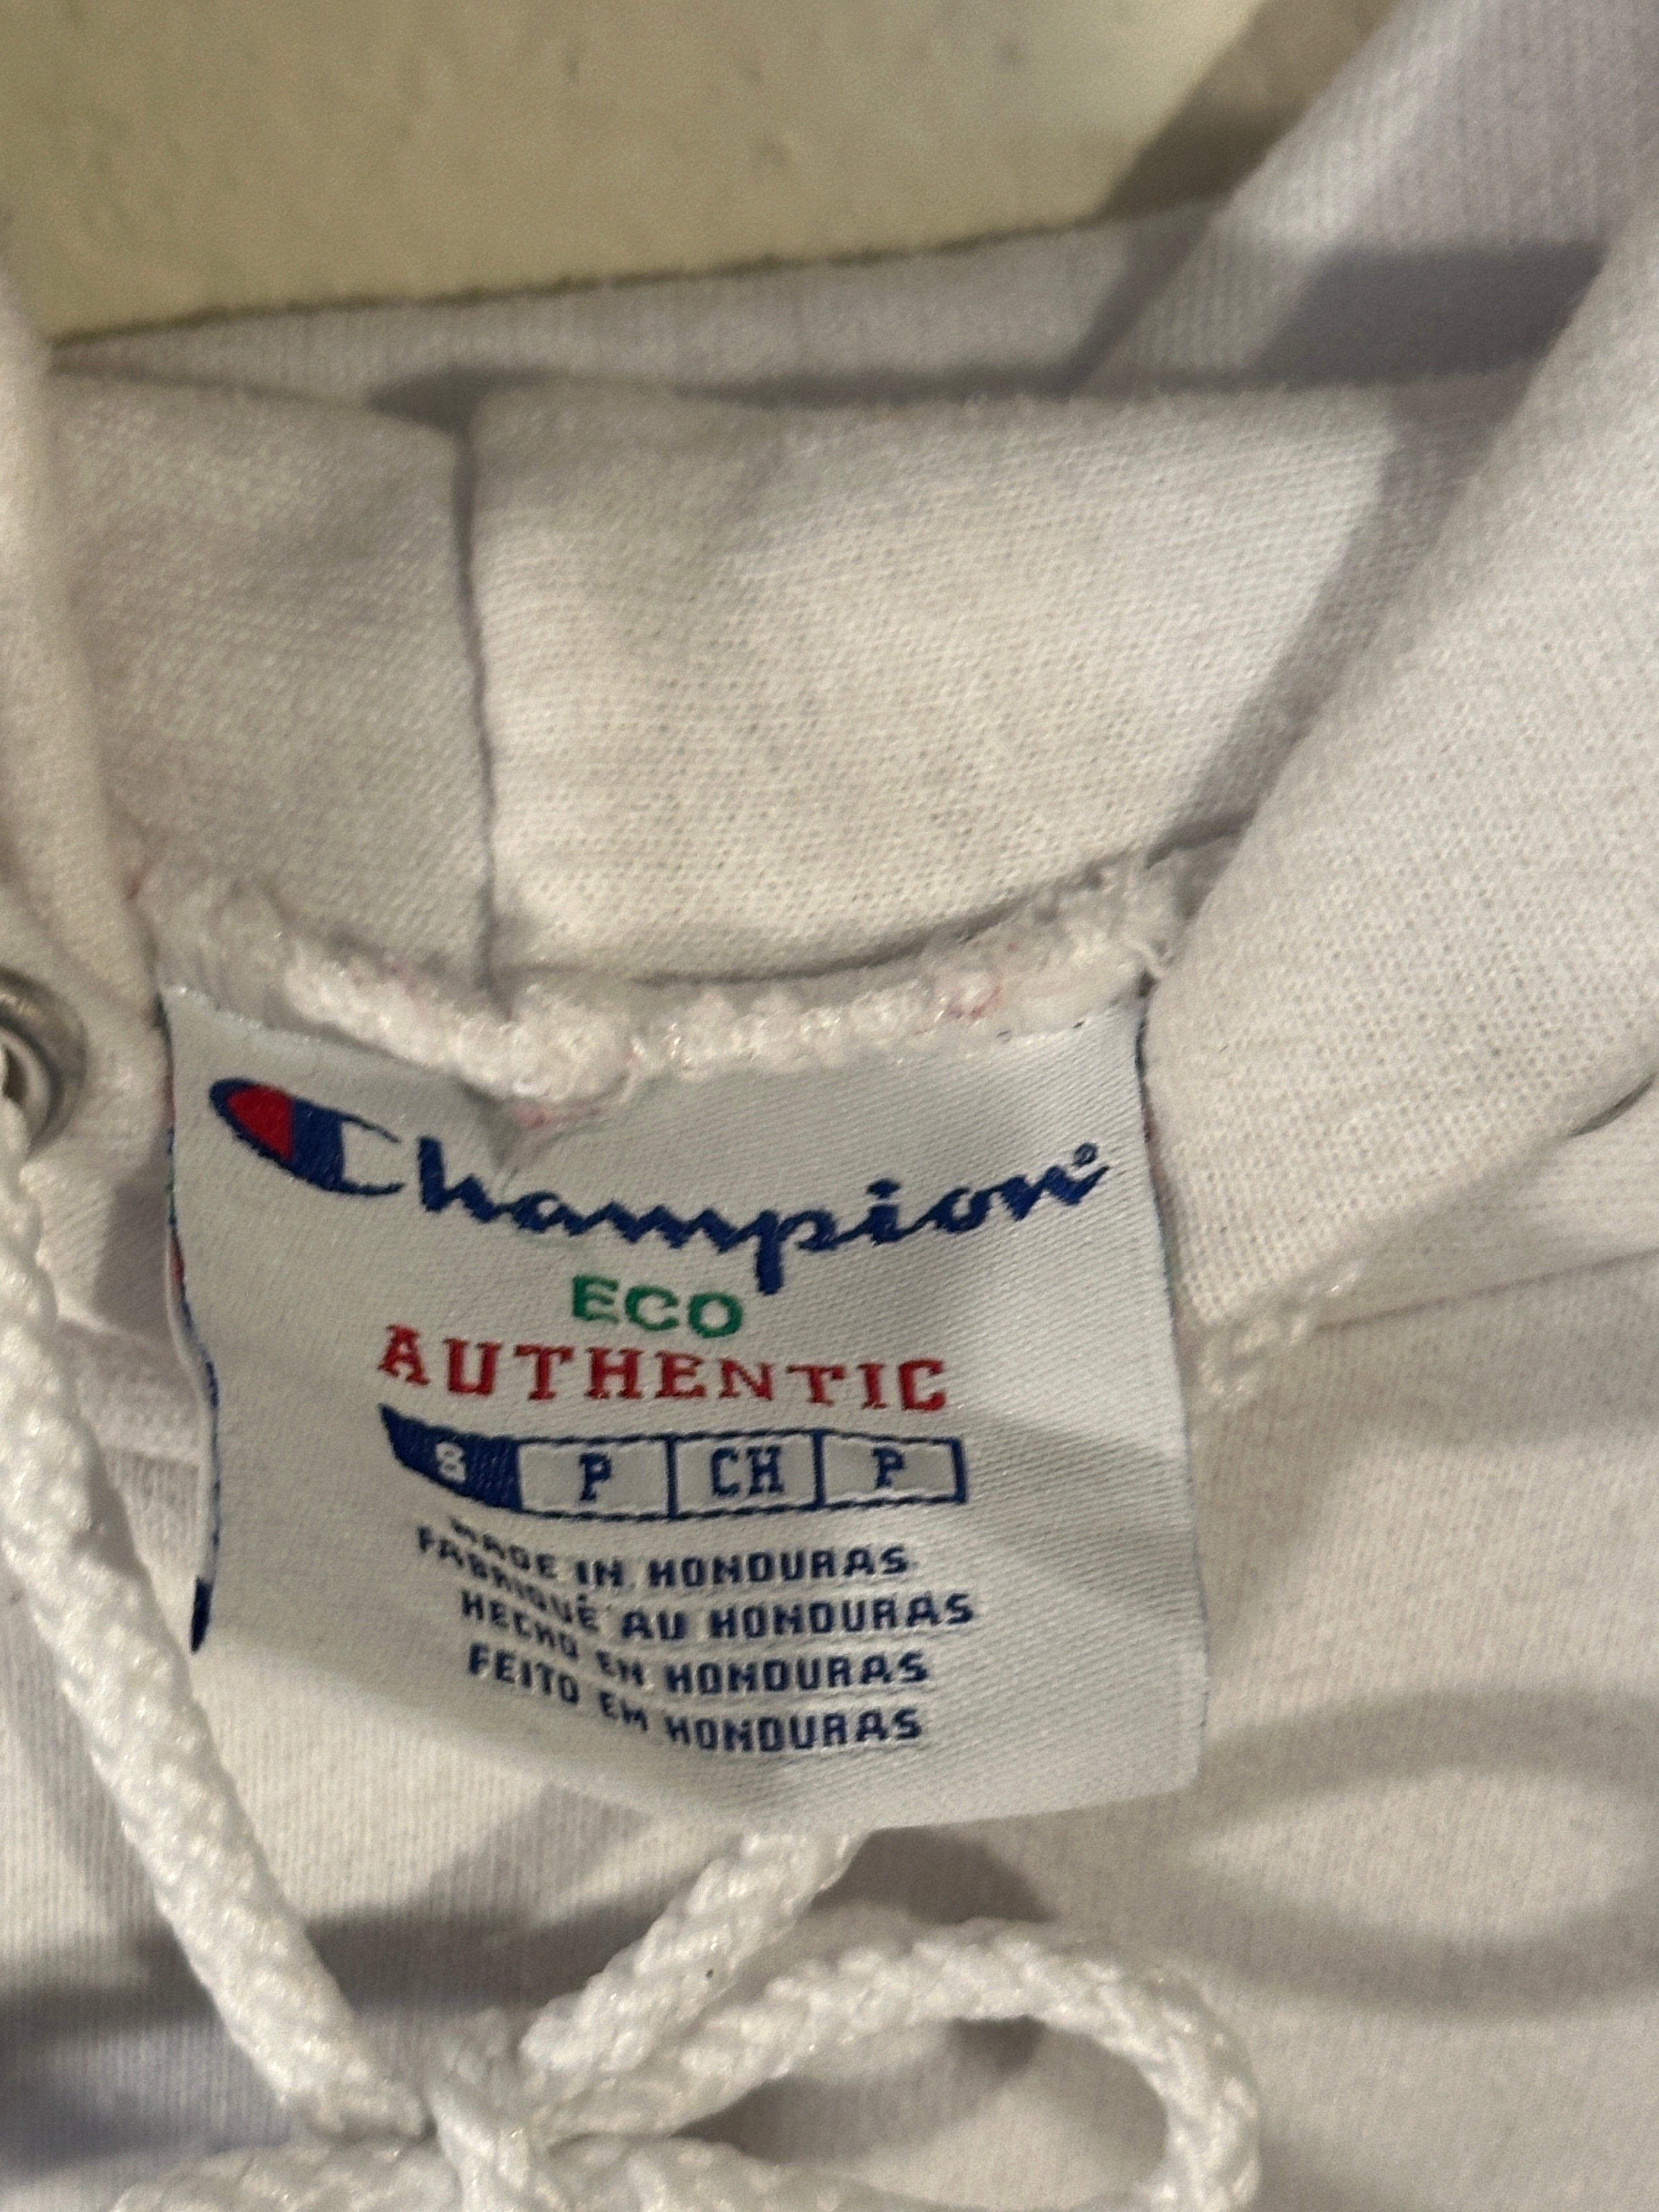 Champion®
ECO
AUTHENTIC
S P CH P
MADE IN HONDURAS
FABRIQUÉ AU HONDURAS
HECHO EN HONDURAS
FEITO EM HONDURAS